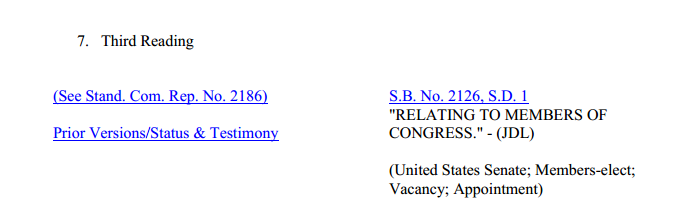 7. Third Reading
(See Stand. Com. Rep. No. 2186)
Prior Versions/Status & Testimony
S.B. No. 2126, S.D. 1
"RELATING TO MEMBERS OF
CONGRESS." - (JDL)
(United States Senate; Members-elect;
Vacancy; Appointment)